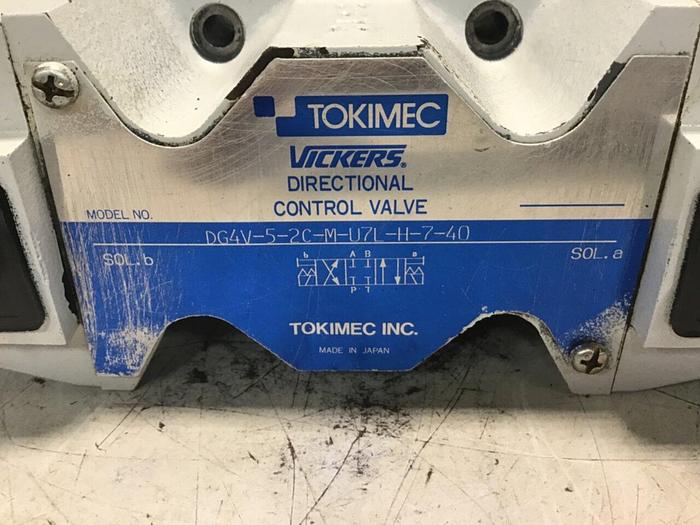 TOKIMEC
VICKERS®
DIRECTIONAL
CONTROL VALVE
MODEL NO.
DG4V-5-2C-M-U7L-H-7-40
SOL.b
SOL.a
b A B a
P T
TOKIMEC INC.
MADE IN JAPAN